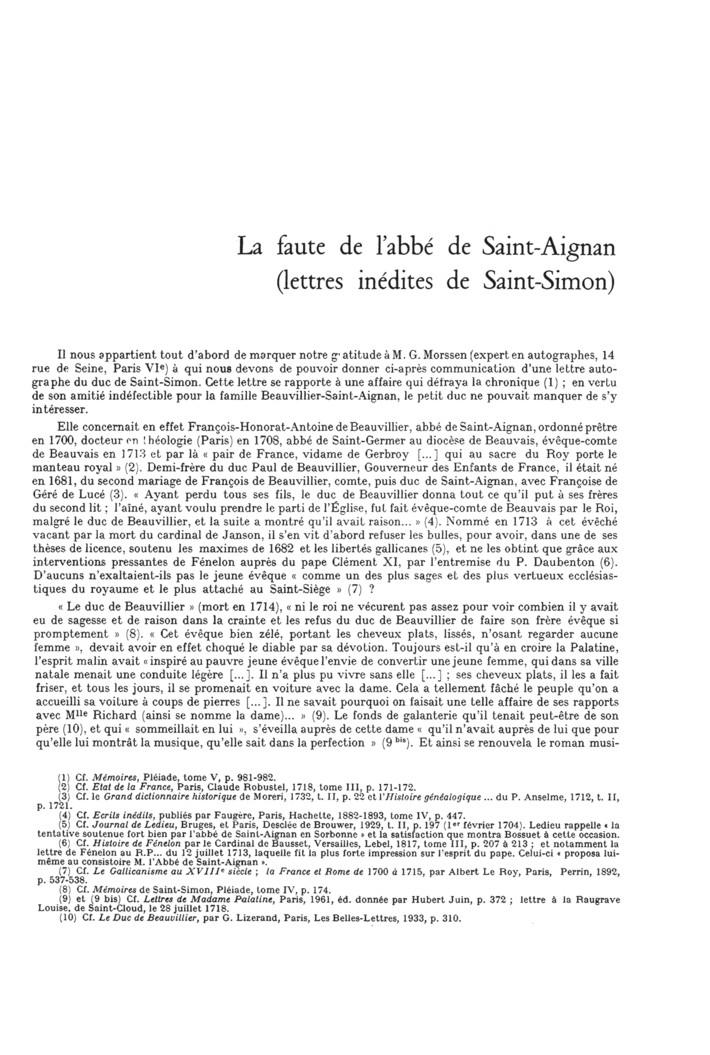 La faute de l'abbé de Saint-Aignan
(lettres inédites de Saint-Simon)
Il nous appartient tout d'abord de marquer notre gratitude à M. G. Morssen (expert en autographes, 14
rue de Seine, Paris VIe) à qui nous devons de pouvoir donner ci-après communication d'une lettre auto-
graphe du duc de Saint-Simon. Cette lettre se rapporte à une affaire qui défraya la chronique (1) ; en vertu
de son amitié indéfectible pour la famille Beauvillier-Saint-Aignan, le petit duc ne pouvait manquer de s'y
intéresser.
Elle concernait en effet François-Honorat-Antoine de Beauvillier, abbé de Saint-Aignan, ordonné prêtre
en 1700, docteur en théologie (Paris) en 1708, abbé de Saint-Germer au diocèse de Beauvais, évêque-comte
de Beauvais en 1713 et par là « pair de France, vidame de Gerbroy [...] qui au sacre du Roy porte le
manteau royal » (2). Demi-frère du duc Paul de Beauvillier, Gouverneur des Enfants de France, il était né
en 1681, du second mariage de François de Beauvillier, comte, puis duc de Saint-Aignan, avec Françoise de
Géré de Lucé (3). « Ayant perdu tous ses fils, le duc de Beauvillier donna tout ce qu'il put à ses frères
du second lit ; l'aîné, ayant voulu prendre le parti de l'Église, fut fait évêque-comte de Beauvais par le Roi,
malgré le duc de Beauvillier, et la suite a montré qu'il avait raison... » (4). Nommé en 1713 à cet évêché
vacant par la mort du cardinal de Janson, il s'en vit d'abord refuser les bulles, pour avoir, dans une de ses
thèses de licence, soutenu les maximes de 1682 et les libertés gallicanes (5), et ne les obtint que grâce aux
interventions pressantes de Fénelon auprès du pape Clément XI, par l'entremise du P. Daubenton (6).
D'aucuns n'exaltaient-ils pas le jeune évêque « comme un des plus sages et des plus vertueux ecclésias-
tiques du royaume et le plus attaché au Saint-Siège » (7) ?
« Le duc de Beauvillier » (mort en 1714), « ni le roi ne vécurent pas assez pour voir combien il y avait
eu de sagesse et de raison dans la crainte et les refus du duc de Beauvillier de faire son frère évêque si
promptement » (8). « Cet évêque bien zélé, portant les cheveux plats, lissés, n'osant regarder aucune
femme », devait avoir en effet choqué le diable par sa dévotion. Toujours est-il qu'à en croire la Palatine,
l'esprit malin avait « inspiré au pauvre jeune évêque l'envie de convertir une jeune femme, qui dans sa ville
natale menait une conduite légère [...]. Il n'a plus pu vivre sans elle [...] ; ses cheveux plats, il les a fait
friser, et tous les jours, il se promenait en voiture avec la dame. Cela a tellement fâché le peuple qu'on a
accueilli sa voiture à coups de pierres [...]. Il ne savait pourquoi on faisait une telle affaire de ses rapports
avec Mlle Richard (ainsi se nomme la dame)... » (9). Le fonds de galanterie qu'il tenait peut-être de son
père (10), et qui « sommeillait en lui », s'éveilla auprès de cette dame « qu'il n'avait auprès de lui que pour
qu'elle lui montrât la musique, qu'elle sait dans la perfection » (9 bis). Et ainsi se renouvela le roman musi-
(1) Cf. Mémoires, Pléiade, tome V, p. 981-982.
(2) Cf. Etat de la France, Paris, Claude Robustel, 1718, tome III, p. 171-172.
(3) Cf. le Grand dictionnaire historique de Moreri, 1732, t. II, p. 22 et l'Histoire généalogique ... du P. Anselme, 1712, t. II,
p. 1721.
(4) Cf. Ecrits inédits, publiés par Faugère, Paris, Hachette, 1882-1893, tome IV, p. 447.
(5) Cf. Journal de Ledieu, Bruges, et Paris, Desclée de Brouwer, 1929, t. II, p. 197 (1er février 1704). Ledieu rappelle « la
tentative soutenue fort bien par l'abbé de Saint-Aignan en Sorbonne » et la satisfaction que montra Bossuet à cette occasion.
(6) Cf. Histoire de Fénelon par le Cardinal de Bausset, Versailles, Lebel, 1817, tome III, p. 207 à 213 ; et notamment la
lettre de Fénelon au R.P... du 12 juillet 1713, laquelle fit la plus forte impression sur l'esprit du pape. Celui-ci « proposa lui-
même au consistoire M. l'Abbé de Saint-Aignan ».
(7) Cf. Le Gallicanisme au XVIIIe siècle ; la France et Rome de 1700 à 1715, par Albert Le Roy, Paris, Perrin, 1892,
p. 537-538.
(8) Cf. Mémoires de Saint-Simon, Pléiade, tome IV, p. 174.
(9) et (9 bis) Cf. Lettres de Madame Palatine, Paris, 1961, éd. donnée par Hubert Juin, p. 372 ; lettre à la Raugrave
Louise, de Saint-Cloud, le 28 juillet 1718.
(10) Cf. Le Duc de Beauvillier, par G. Lizerand, Paris, Les Belles-Lettres, 1933, p. 310.